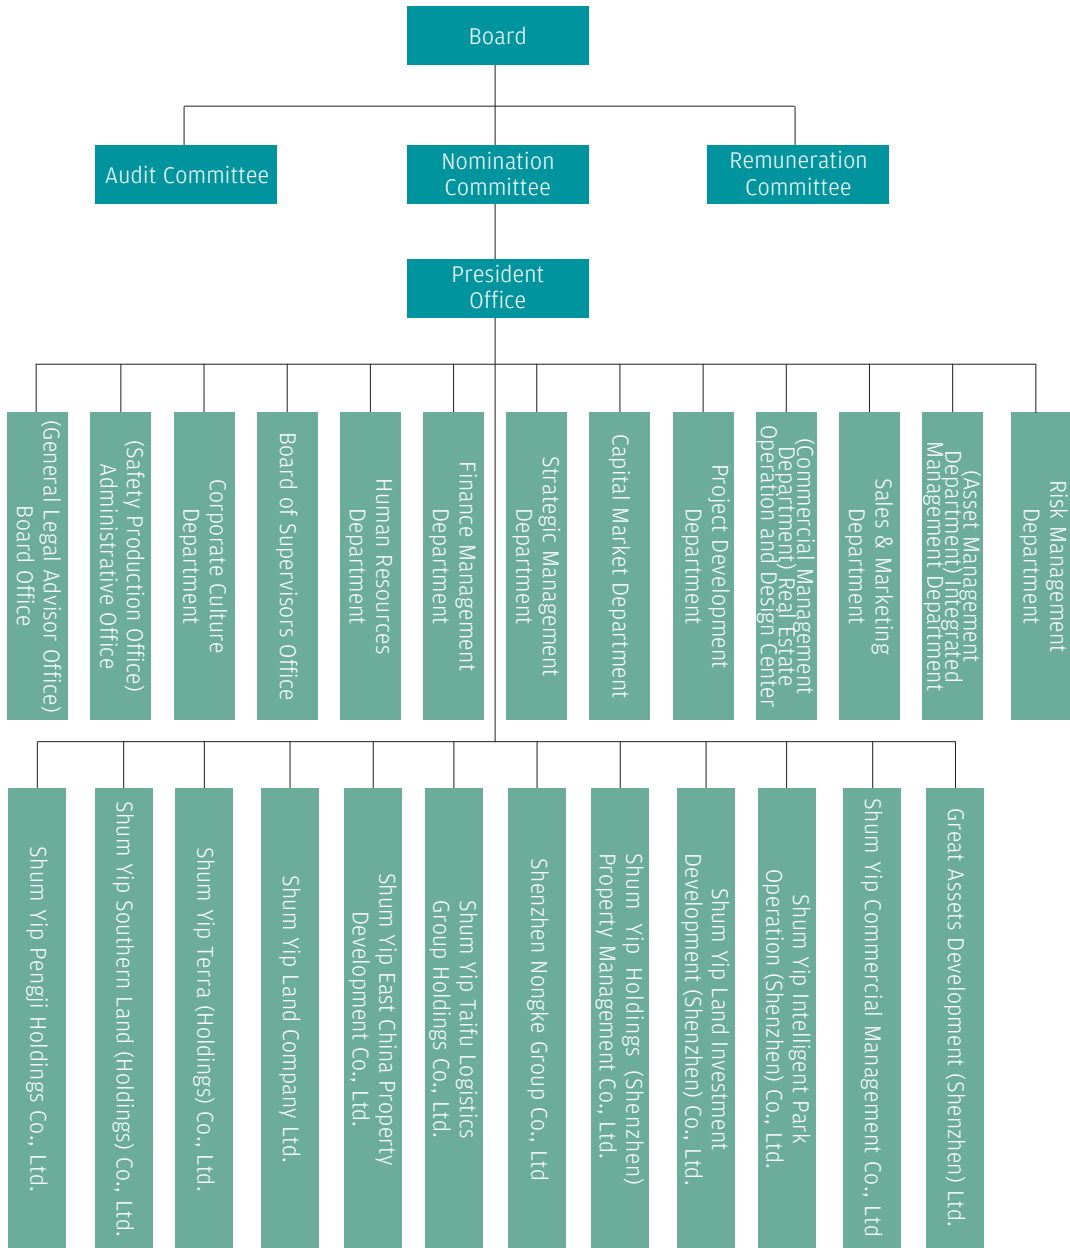 Board
Audit Committee
Nomination
Committee
Remuneration
Committee
President
Office
(General Legal Advisor Office)
Board Office
(Safety Production Office)
Administrative Office
Corporate Culture
Department
Board of Supervisors Office
Human Resources
Department
Finance Management
Department
Strategic Management
Department
Capital Market Department
Project Development
Department
(Commercial Management
Department) Real Estate
Operation and Design Center
Sales & Marketing
Department
(Asset Management
Department) Integrated
Management Department
Risk Management
Department
Shum Yip Pengji Holdings Co., Ltd.
Shum Yip Southern Land (Holdings) Co., Ltd.
Shum Yip Terra (Holdings) Co., Ltd.
Shum Yip Land Company Ltd.
Shum Yip East China Property
Development Co., Ltd.
Shum Yip Taifu Logistics
Group Holdings Co., Ltd.
Shenzhen Nongke Group Co., Ltd
Shum Yip Holdings (Shenzhen)
Property Management Co., Ltd.
Shum Yip Land Investment
Development (Shenzhen) Co., Ltd.
Shum Yip Intelligent Park
Operation (Shenzhen) Co., Ltd.
Shum Yip Commercial Management Co., Ltd
Great Assets Development (Shenzhen) Ltd.